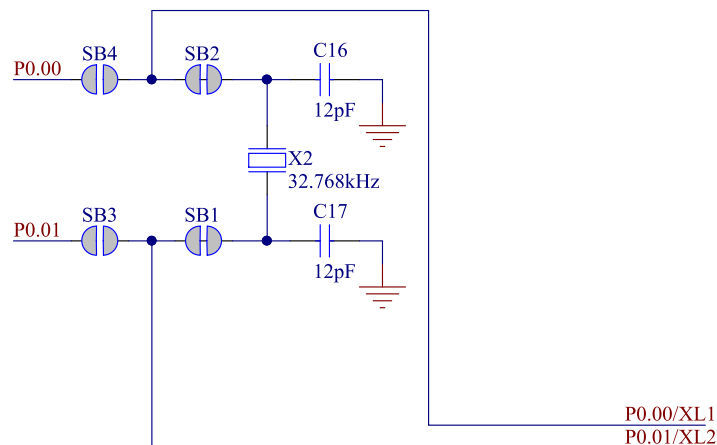 SB4
SB2
C16
P0.00
12pF
X2
32.768kHz
SB3
SB1
C17
P0.01
12pF
P0.00/XL1
P0.01/XL2